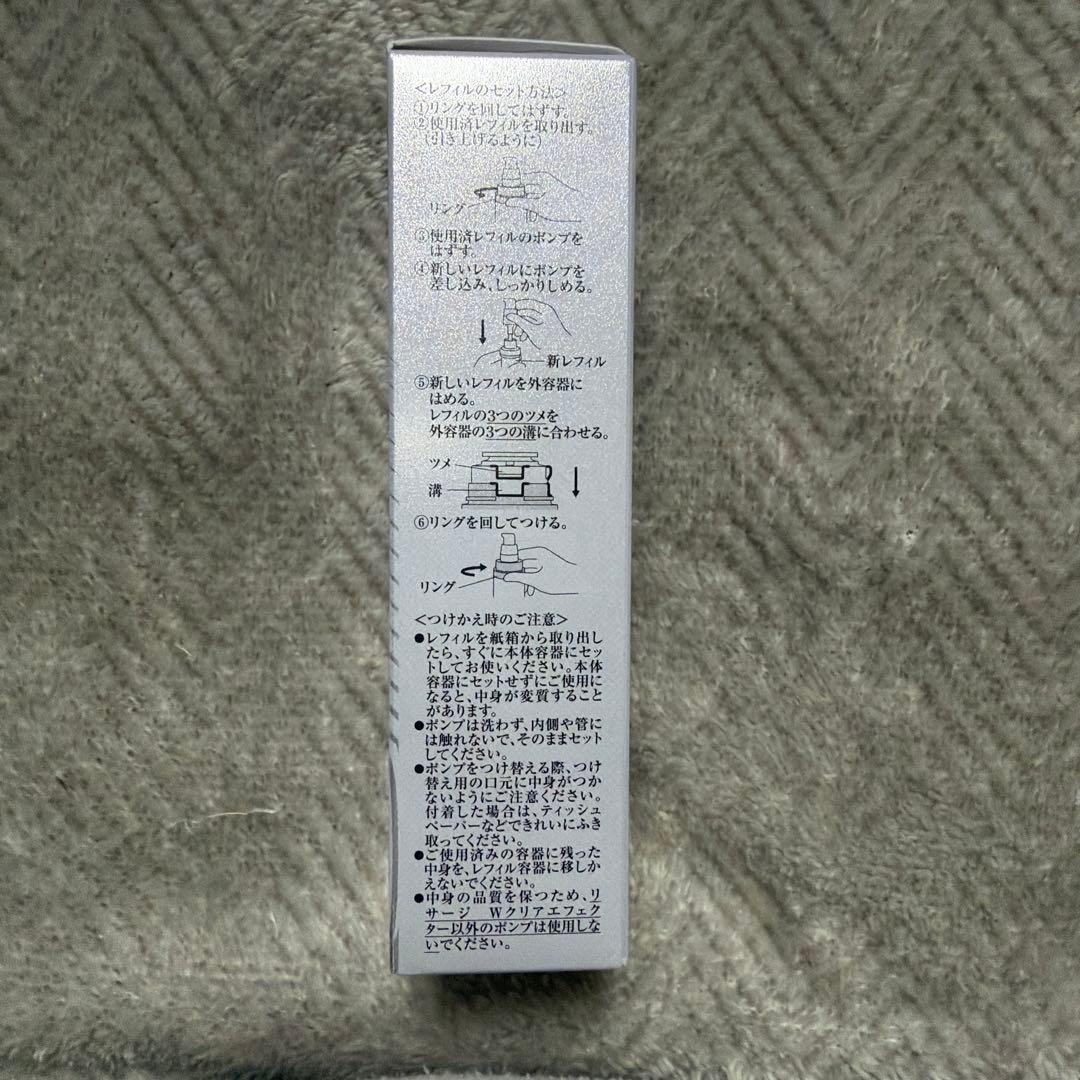 ＜レフィルのセット方法＞
①リングを回してはずす。
②使用済レフィルを取り出す。
(引き上げるように)
リング
③使用済レフィルのポンプを
はずす。
④新しいレフィルにポンプを
差し込み、しっかりしめる。
新レフィル
⑤新しいレフィルを外容器に
はめる。
レフィルの3つのツメを
外容器の3つの溝に合わせる。
ツメ
溝
⑥リングを回してつける。
リング
＜つけかえ時のご注意＞
●レフィルを紙箱から取り出し
たら、すぐに本体容器にセッ
トしてお使いください。本体
容器にセットせずにご使用に
なると、中身が変質すること
があります。
●ポンプは洗わず、内側や管に
は触れないで、そのままセット
してください。
●ポンプをつけ替える際、つけ
替え用の口元に中身がつか
ないようにご注意ください。
付着した場合は、ティッシュ
ペーパーなどできれいにふき
取ってください。
●ご使用済みの容器に残った
中身を、レフィル容器に移しか
えないでください。
●中身の品質を保つため、リ
サージ　Wクリアエフェク
ター以外のポンプは使用しな
いでください。